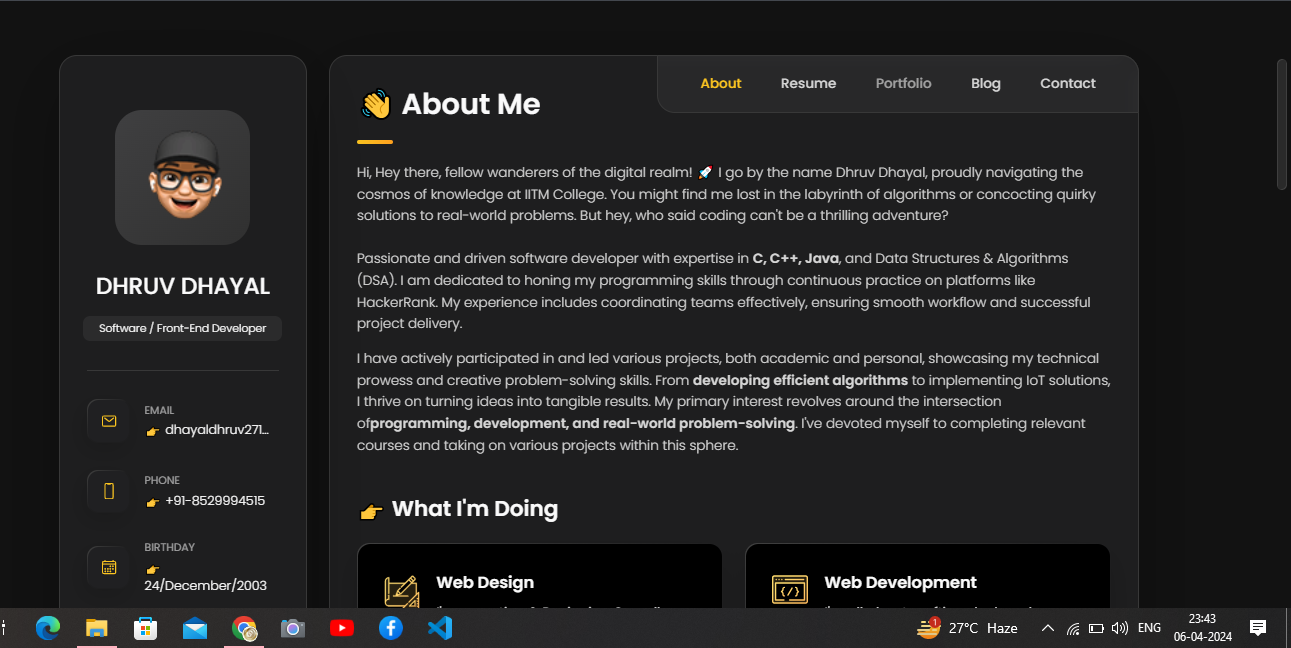 About Resume Portfolio Blog Contact
About Me
Hi, Hey there, fellow wanderers of the digital realm! 🚀 I go by the name Dhruv Dhayal, proudly navigating the
cosmos of knowledge at IITM College. You might find me lost in the labyrinth of algorithms or concocting quirky
solutions to real-world problems. But hey, who said coding can't be a thrilling adventure?
Passionate and driven software developer with expertise in C, C++, Java, and Data Structures & Algorithms
(DSA). I am dedicated to honing my programming skills through continuous practice on platforms like
HackerRank. My experience includes coordinating teams effectively, ensuring smooth workflow and successful
project delivery.
I have actively participated in and led various projects, both academic and personal, showcasing my technical
prowess and creative problem-solving skills. From developing efficient algorithms to implementing IoT solutions,
I thrive on turning ideas into tangible results. My primary interest revolves around the intersection
ofprogramming, development, and real-world problem-solving. I've devoted myself to completing relevant
courses and taking on various projects within this sphere.
What I'm Doing
Web Design
Web Development
DHRUV DHAYAL
Software / Front-End Developer
EMAIL
dhayaldhruv271...
PHONE
+91-8529994515
BIRTHDAY
24/December/2003
1
27°C Haze
ENG
23:43
06-04-2024